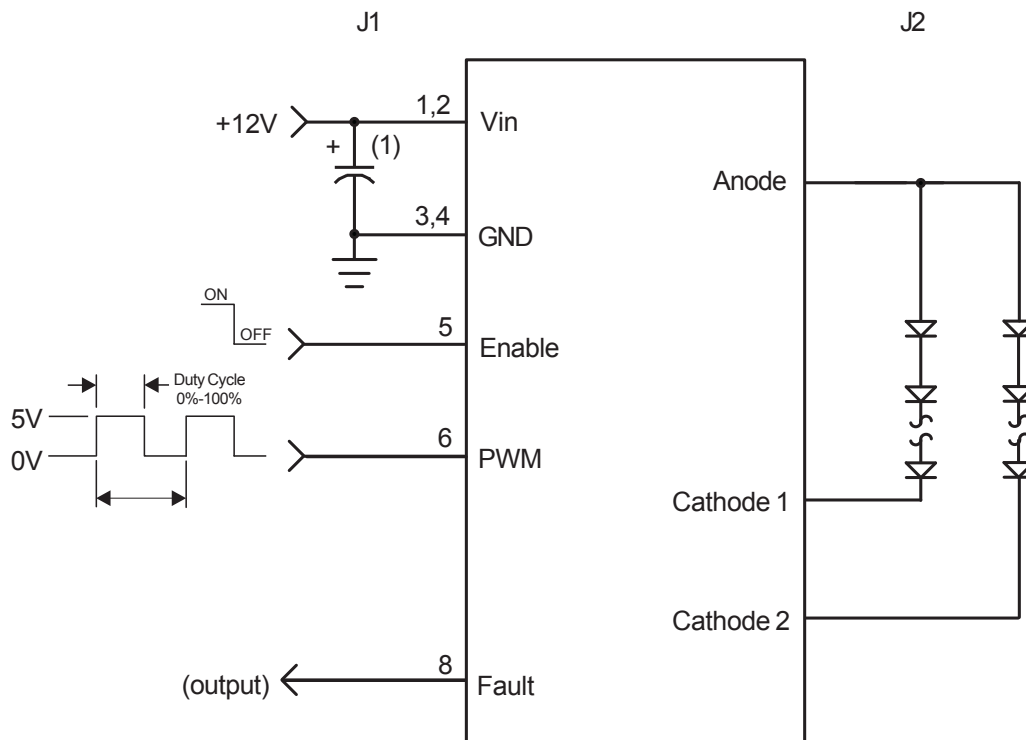 J1
J2
+12V
1,2
Vin
+ (1)
Anode
3,4
GND
ON
OFF
5
Enable
Duty Cycle
0%-100%
5V
0V
6
PWM
Cathode 1
Cathode 2
(output)
8
Fault